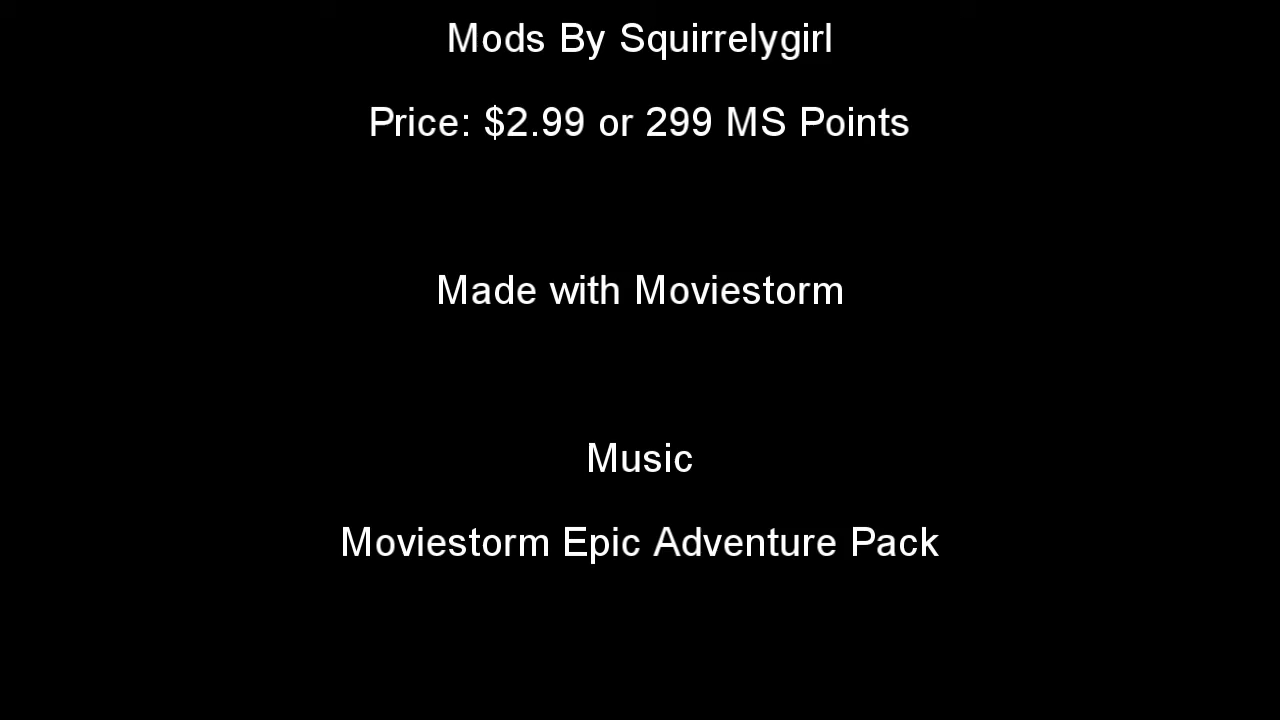 Mods By Squirrelygirl
Price: $2.99 or 299 MS Points
Made with Moviestorm
Music
Moviestorm Epic Adventure Pack